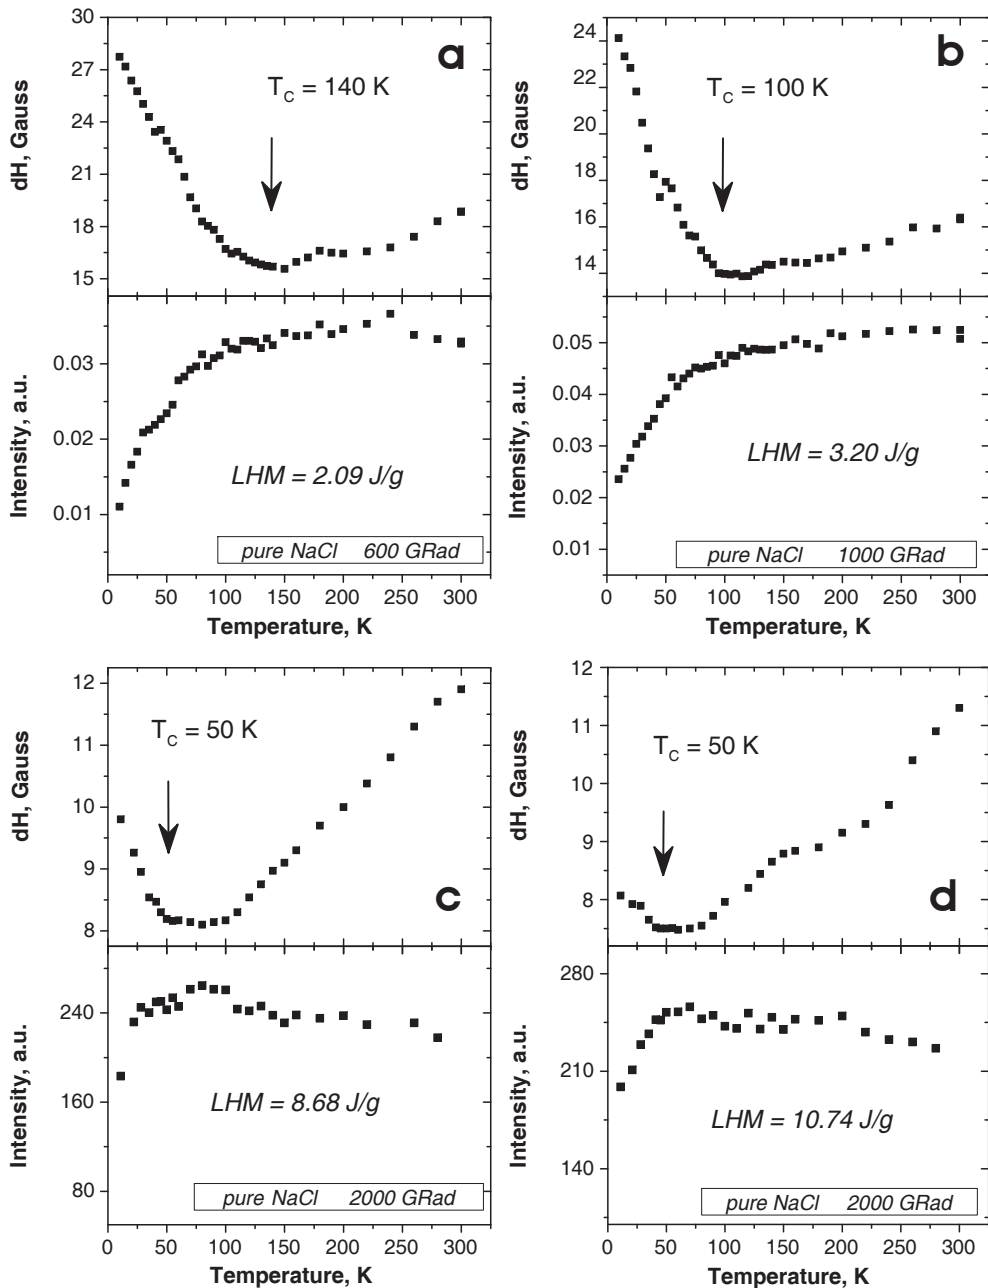 a
T_C = 140 K
dH, Gauss
30
27
24
21
18
15
Intensity, a.u.
0.03
0.02
0.01
LHM = 2.09 J/g
pure NaCl 600 GRad
0 50 100 150 200 250 300
Temperature, K
b
T_C = 100 K
dH, Gauss
24
22
20
18
16
14
Intensity, a.u.
0.05
0.04
0.03
0.02
0.01
LHM = 3.20 J/g
pure NaCl 1000 GRad
0 50 100 150 200 250 300
Temperature, K
c
T_C = 50 K
dH, Gauss
12
11
10
9
8
Intensity, a.u.
240
160
80
LHM = 8.68 J/g
pure NaCl 2000 GRad
0 50 100 150 200 250 300
Temperature, K
d
T_C = 50 K
dH, Gauss
12
11
10
9
8
Intensity, a.u.
280
210
140
LHM = 10.74 J/g
pure NaCl 2000 GRad
0 50 100 150 200 250 300
Temperature, K